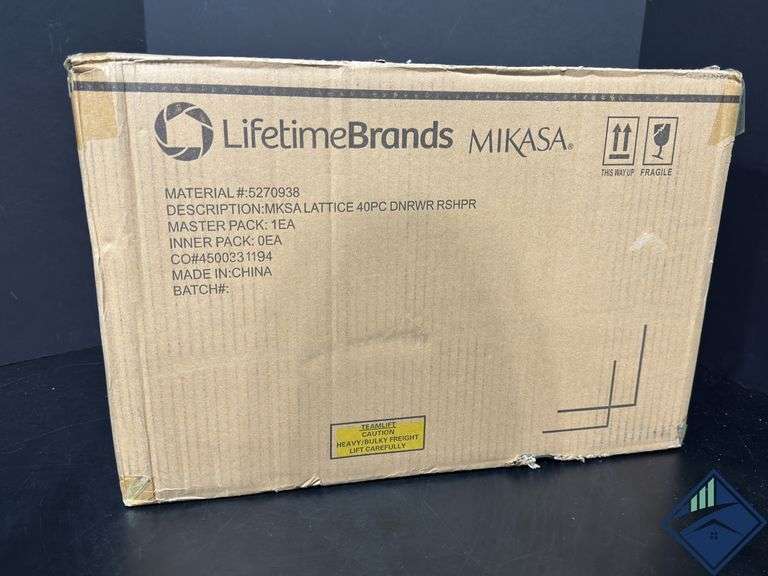 LifetimeBrands MIKASA®
THIS WAY UP FRAGILE
MATERIAL #:5270938
DESCRIPTION:MKSA LATTICE 40PC DNRWR RSHPR
MASTER PACK: 1EA
INNER PACK: 0EA
CO#4500331194
MADE IN:CHINA
BATCH#:
TEAMLIFT
CAUTION
HEAVY/BULKY FREIGHT
LIFT CAREFULLY